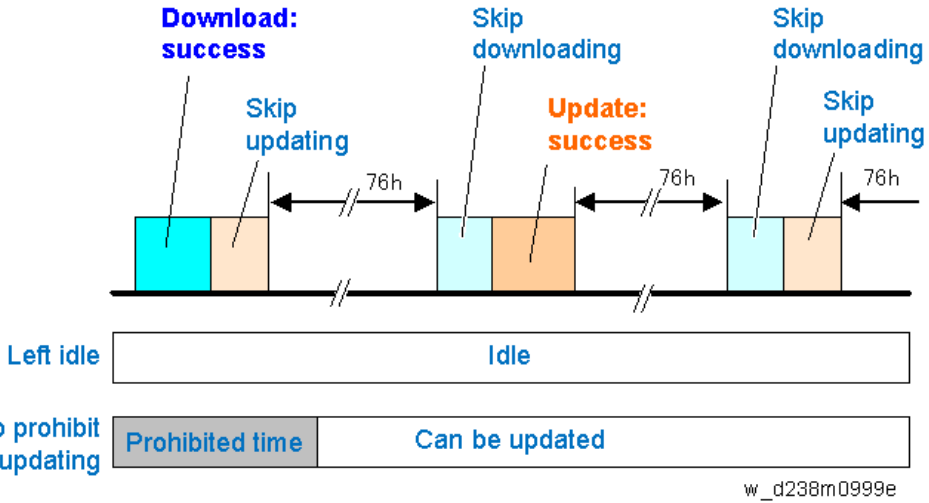 Download:
success
Skip
updating
Skip
downloading
Update:
success
Skip
downloading
Skip
updating
76h
76h
76h
Left idle
Idle
prohibit
updating
Prohibited time
Can be updated
w_d238m0999e